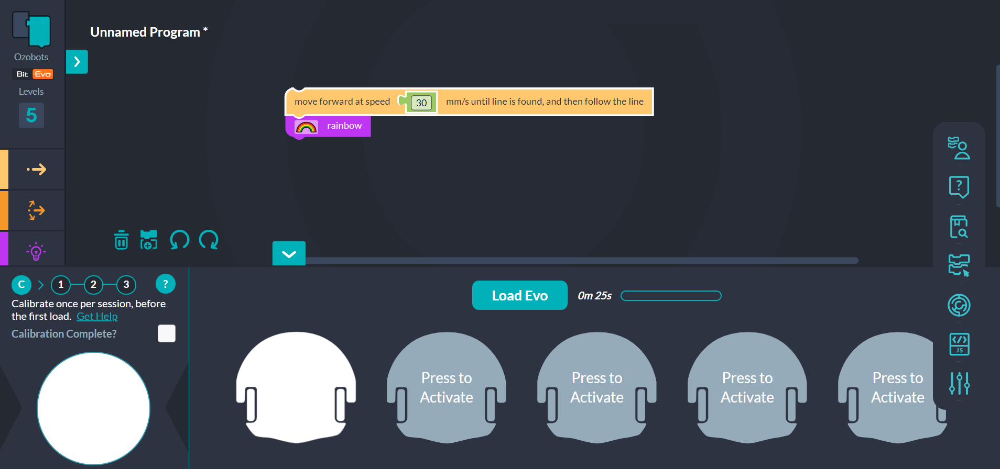 Unnamed Program *
Ozobots
Bit Evo
Levels
5
move forward at speed 30 mm/s until line is found, and then follow the line
rainbow
?
JS
C 1 2 3 ?
Calibrate once per session, before
the first load. Get Help
Calibration Complete?
Load Evo 0m 25s
Press to
Activate
Press to
Activate
Press to
Activate
Press to
Activate